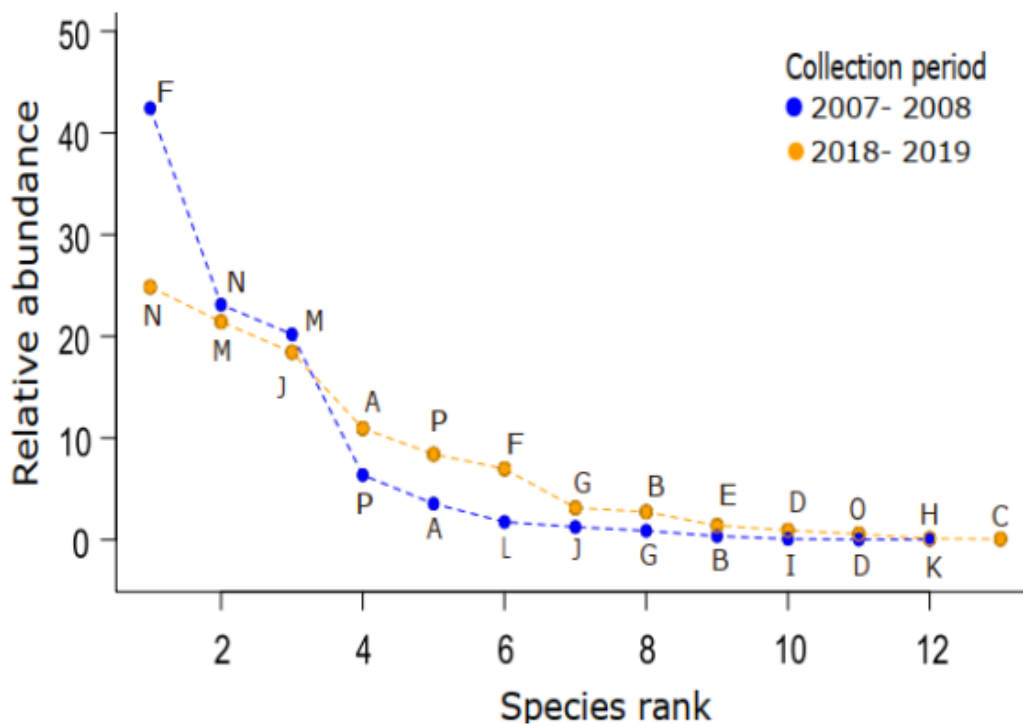 50
40
30
20
10
0
Relative abundance
Collection period
2007- 2008
2018- 2019
F
N
M
N
M
J
A
P
F
G
B
E
D
O
H
C
P
A
L
J
G
B
I
D
K
2 4 6 8 10 12
Species rank